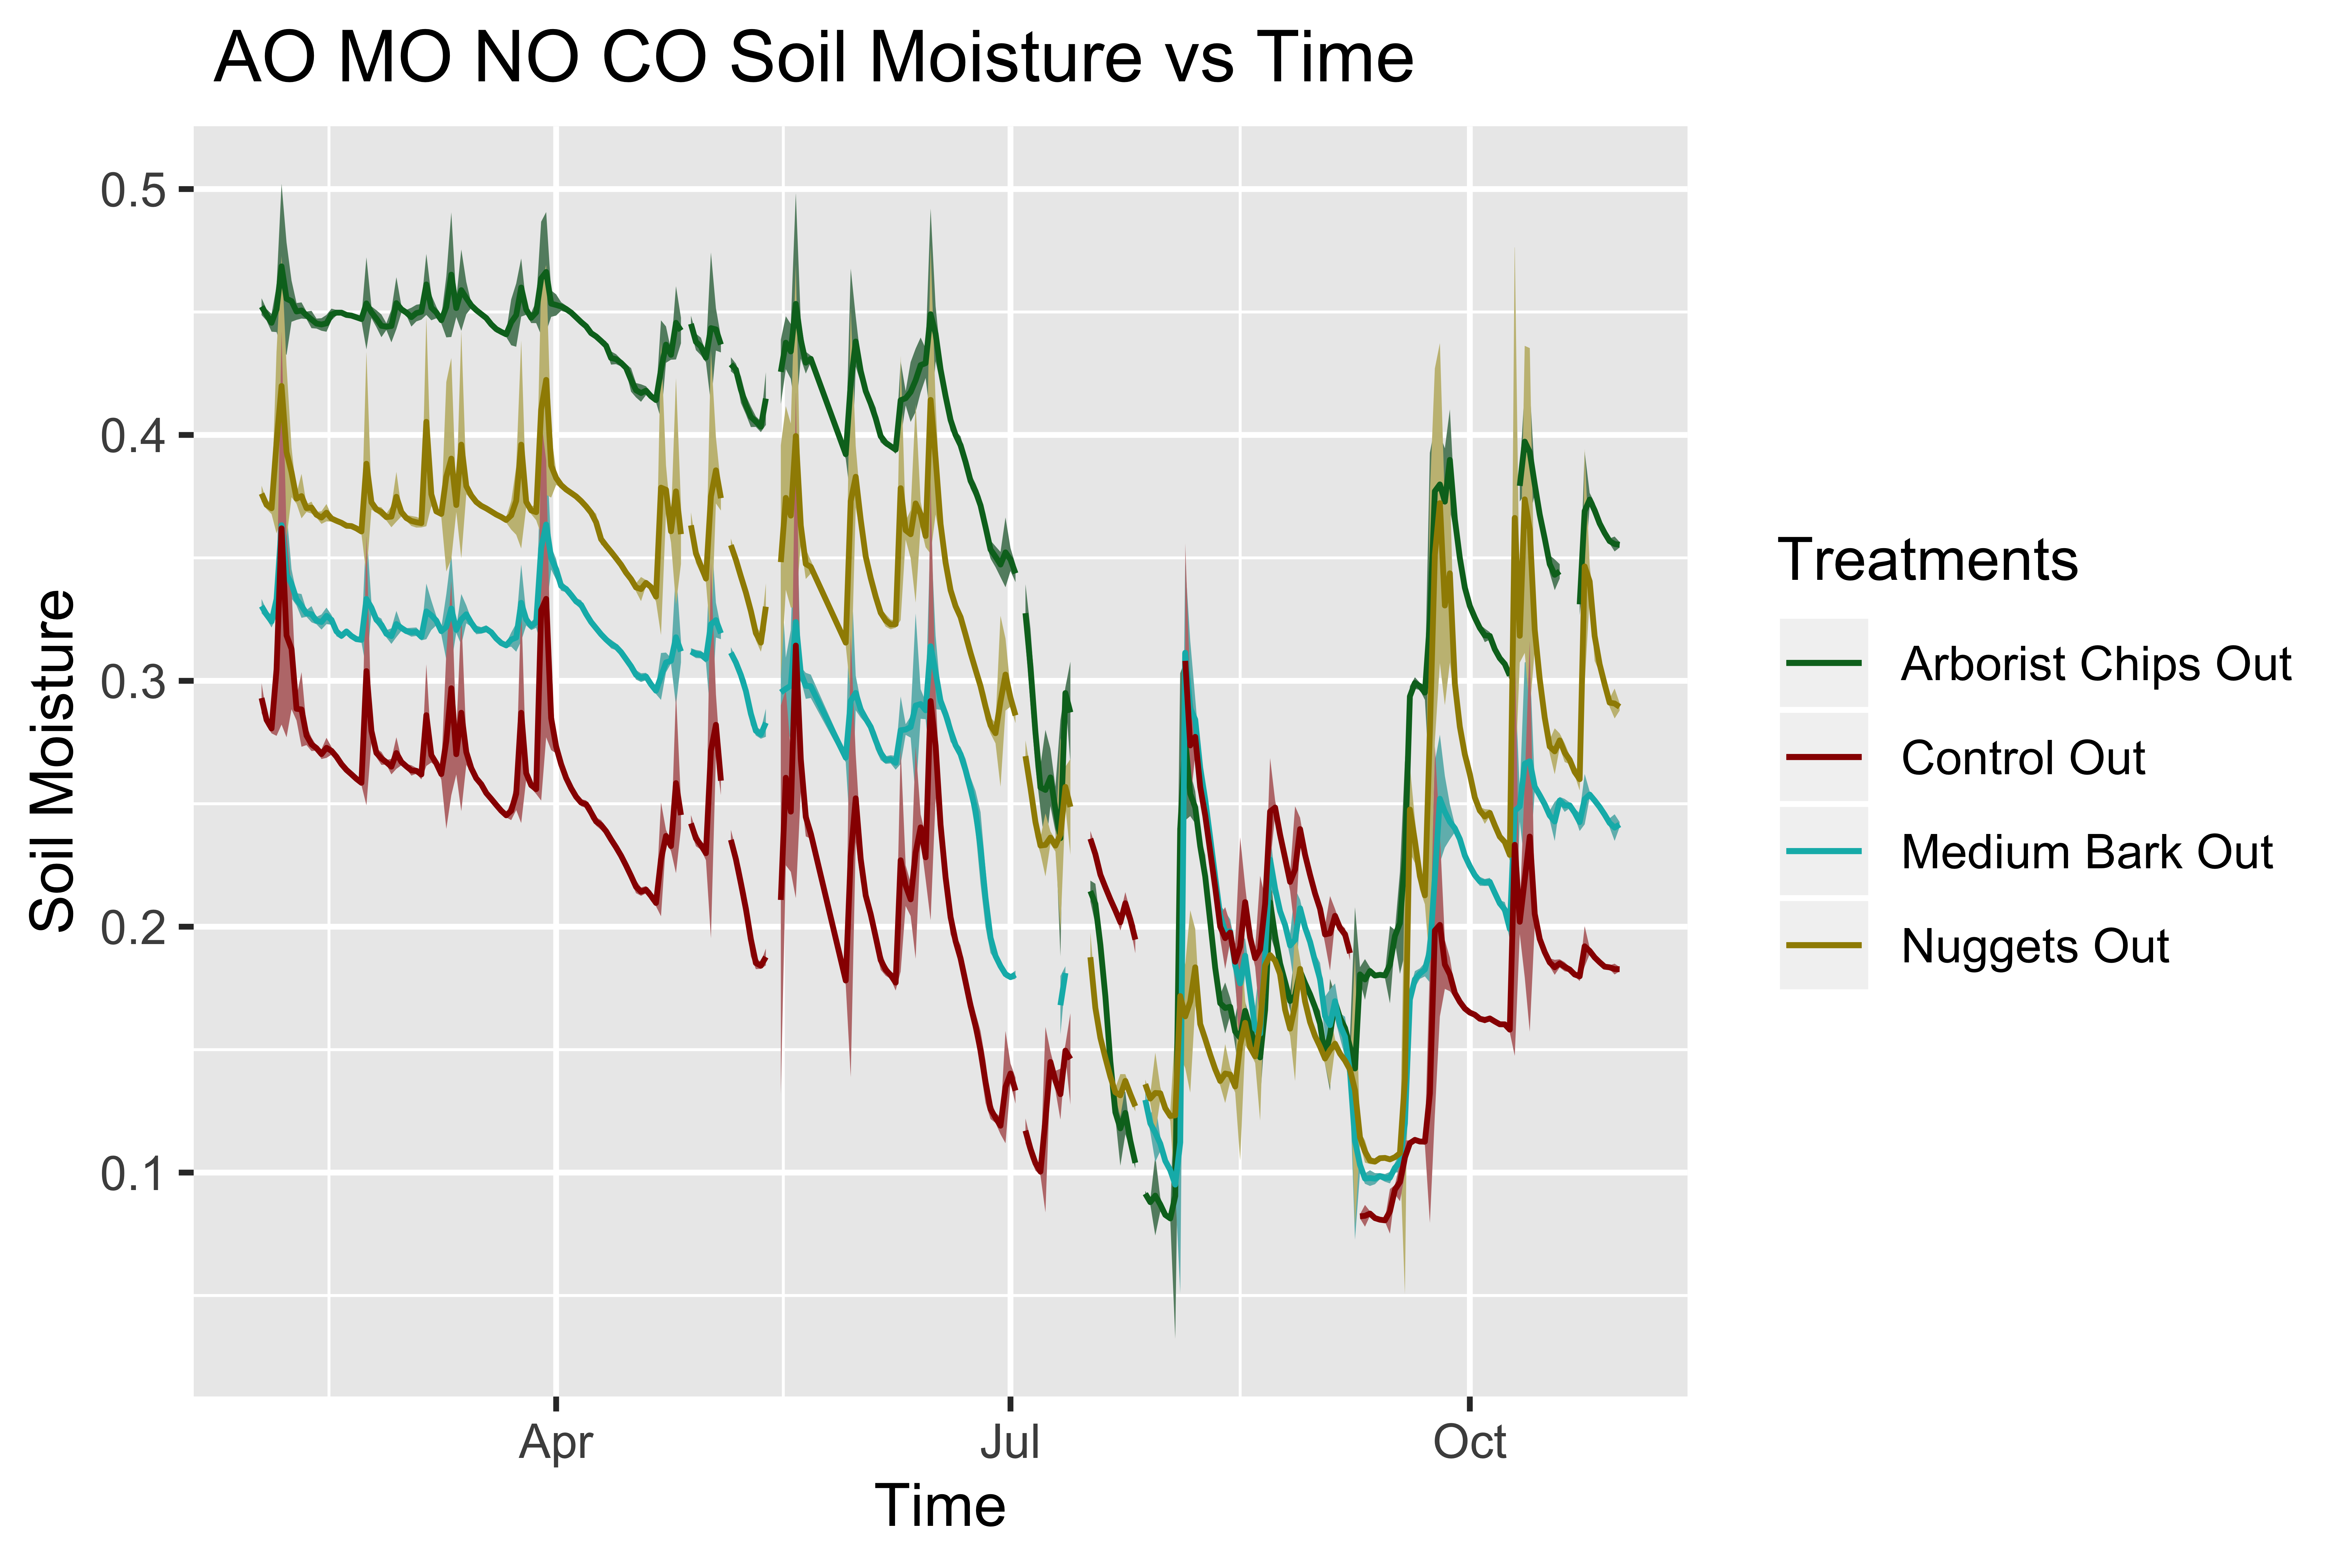 AO MO NO CO Soil Moisture vs Time
Soil Moisture
0.5
0.4
0.3
0.2
0.1
Apr
Jul
Oct
Time
Treatments
Arborist Chips Out
Control Out
Medium Bark Out
Nuggets Out